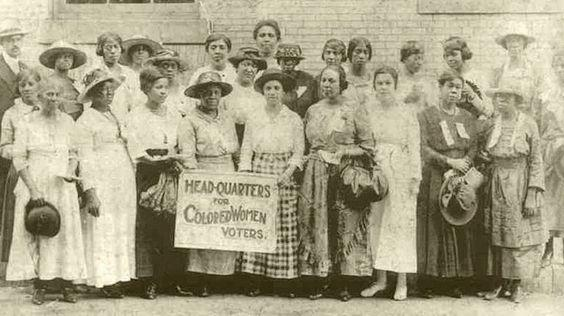 HEAD-QUARTERS
FOR
COLORED WOMEN
VOTERS.